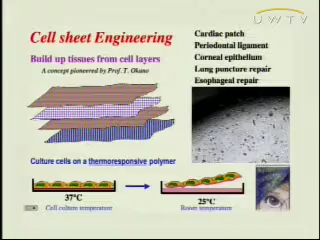 UWTV
Cell sheet Engineering
Build up tissues from cell layers
A concept pioneered by Prof. T. Okano
Cardiac patch
Periodontal ligament
Corneal epithelium
Lung puncture repair
Esophageal repair
Culture cells on a thermoresponsive polymer
37°C
Cell culture temperature
25°C
Room temperature